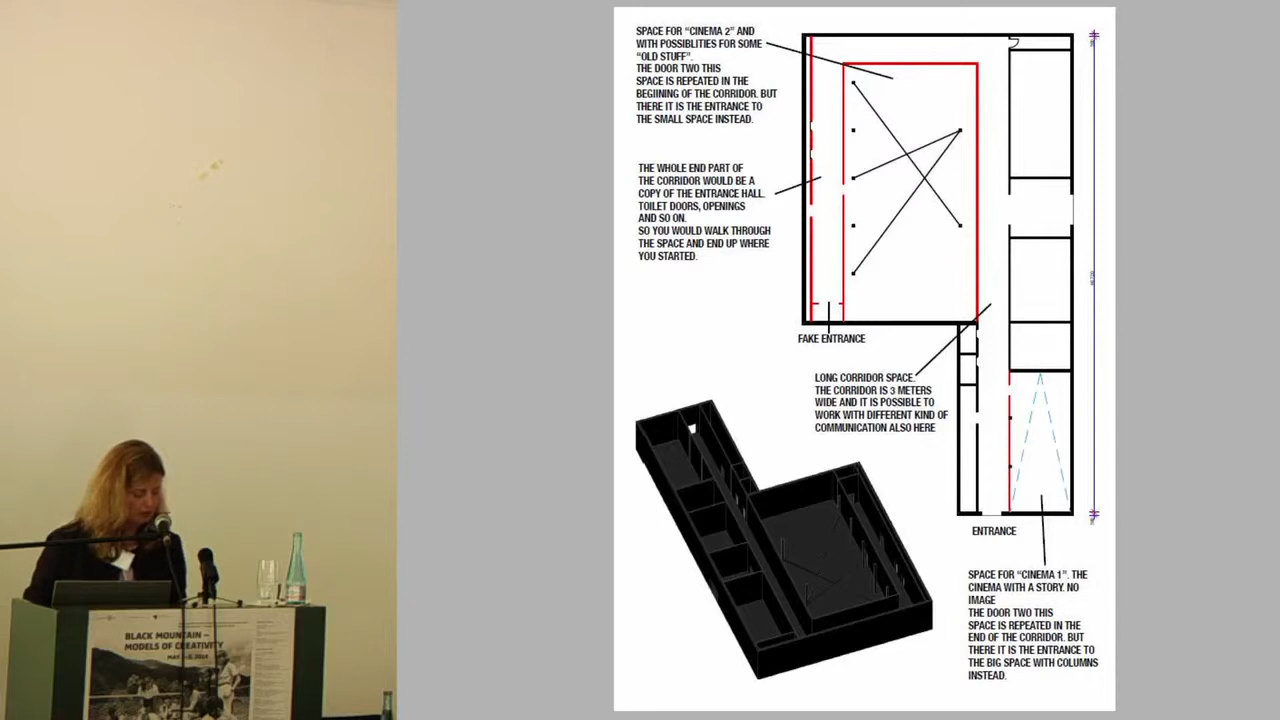 SPACE FOR "CINEMA 2" AND
WITH POSSIBLITIES FOR SOME
"OLD STUFF".
THE DOOR TWO THIS
SPACE IS REPEATED IN THE
BEGIINING OF THE CORRIDOR. BUT
THERE IT IS THE ENTRANCE TO
THE SMALL SPACE INSTEAD.
THE WHOLE END PART OF
THE CORRIDOR WOULD BE A
COPY OF THE ENTRANCE HALL.
TOILET DOORS, OPENINGS
AND SO ON.
SO YOU WOULD WALK THROUGH
THE SPACE AND END UP WHERE
YOU STARTED.
FAKE ENTRANCE
LONG CORRIDOR SPACE.
THE CORRIDOR IS 3 METERS
WIDE AND IT IS POSSIBLE TO
WORK WITH DIFFERENT KIND OF
COMMUNICATION ALSO HERE
ENTRANCE
SPACE FOR "CINEMA 1". THE
CINEMA WITH A STORY. NO
IMAGE
THE DOOR TWO THIS
SPACE IS REPEATED IN THE
END OF THE CORRIDOR. BUT
THERE IT IS THE ENTRANCE TO
THE BIG SPACE WITH COLUMNS
INSTEAD.
BLACK MOUNTAIN –
MODELS OF CREATIVITY